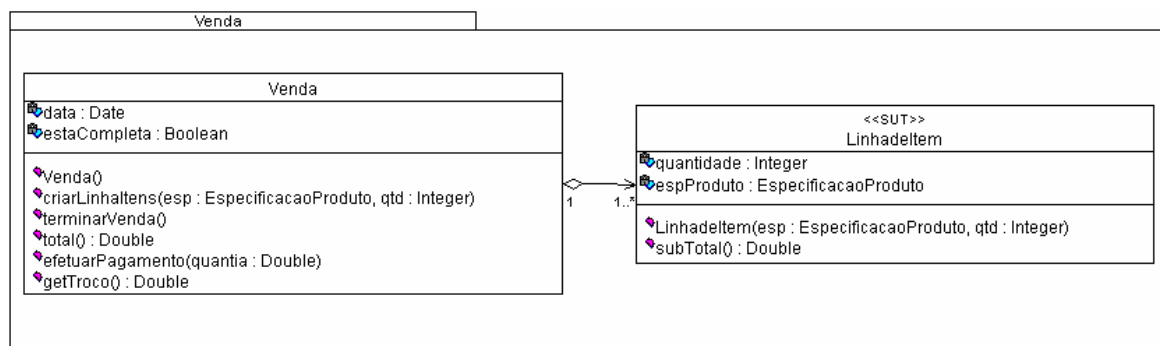 Venda
Venda
data : Date
estaCompleta : Boolean
Venda()
criarLinhaItens(esp : EspecificacaoProduto, qtd : Integer)
terminarVenda()
total() : Double
efetuarPagamento(quantia : Double)
getTroco() : Double
1
1..*
<<SUT>>
LinhadeItem
quantidade : Integer
espProduto : EspecificacaoProduto
LinhadeItem(esp : EspecificacaoProduto, qtd : Integer)
subTotal() : Double